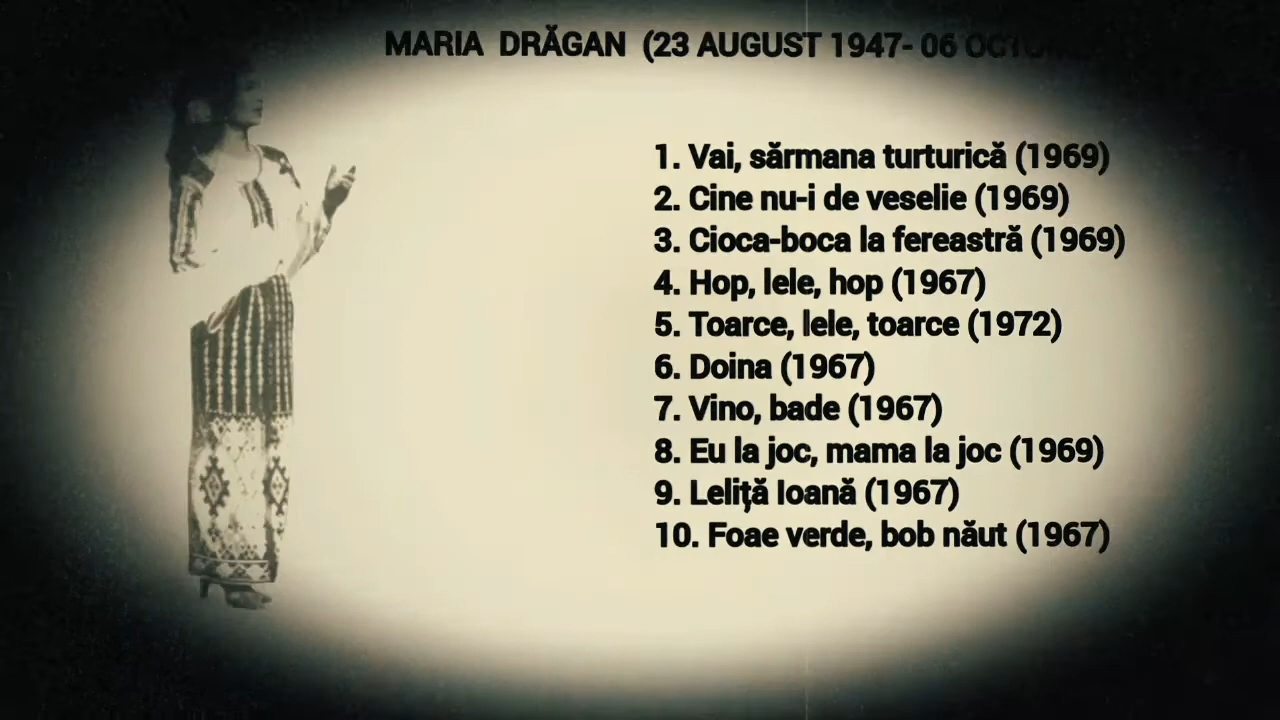 MARIA DRĂGAN (23 AUGUST 1947- 06
1. Vai, sărmana turturică (1969)
2. Cine nu-i de veselie (1969)
3. Cioca-boca la fereastră (1969)
4. Hop, lele, hop (1967)
5. Toarce, lele, toarce (1972)
6. Doina (1967)
7. Vino, bade (1967)
8. Eu la joc, mama la joc (1969)
9. Leliță Ioană (1967)
10. Foae verde, bob năut (1967)